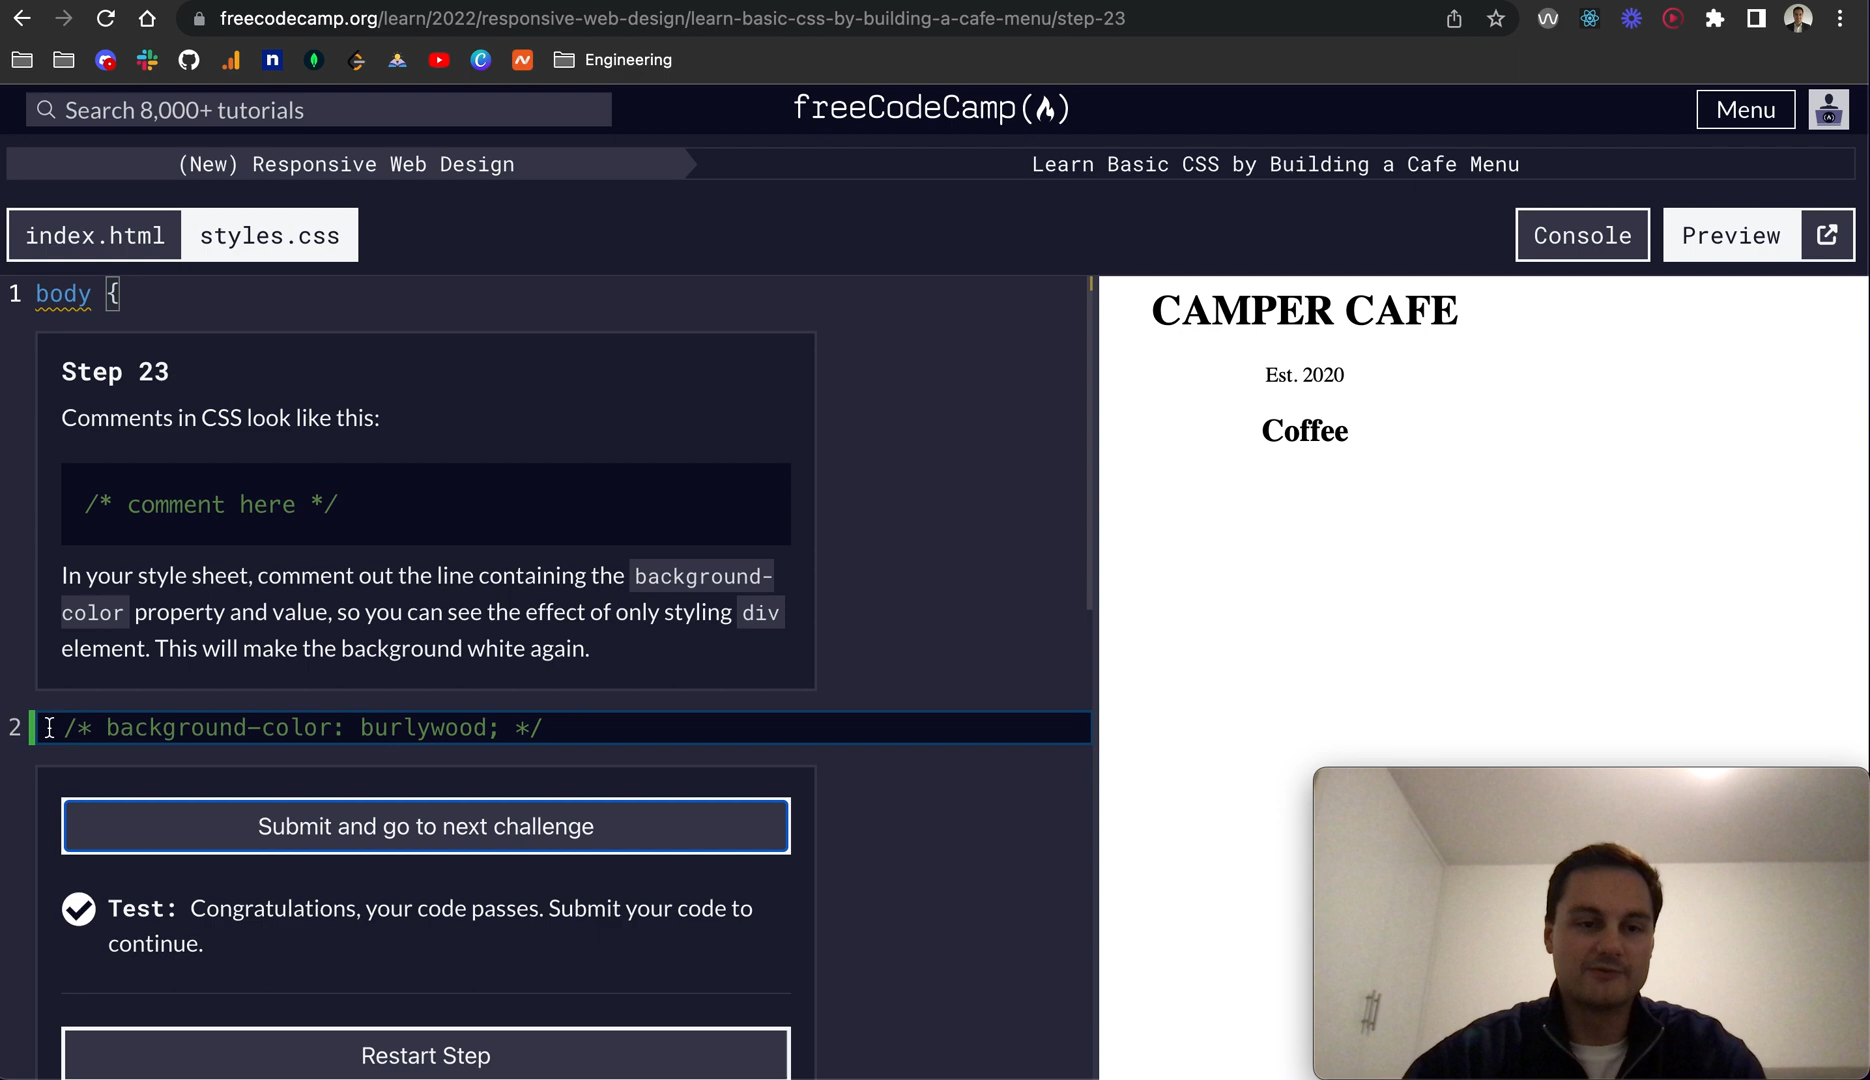 freecodecamp.org/learn/2022/responsive-web-design/learn-basic-css-by-building-a-cafe-menu/step-23
Engineering
Search 8,000+ tutorials
freeCodeCamp
Menu
(New) Responsive Web Design
Learn Basic CSS by Building a Cafe Menu
index.html
styles.css
Console
Preview
1 body {
Step 23
Comments in CSS look like this:
/* comment here */
In your style sheet, comment out the line containing the background-
color property and value, so you can see the effect of only styling div
element. This will make the background white again.
2 /* background-color: burlywood; */
Submit and go to next challenge
Test: Congratulations, your code passes. Submit your code to
continue.
Restart Step
CAMPER CAFE
Est. 2020
Coffee